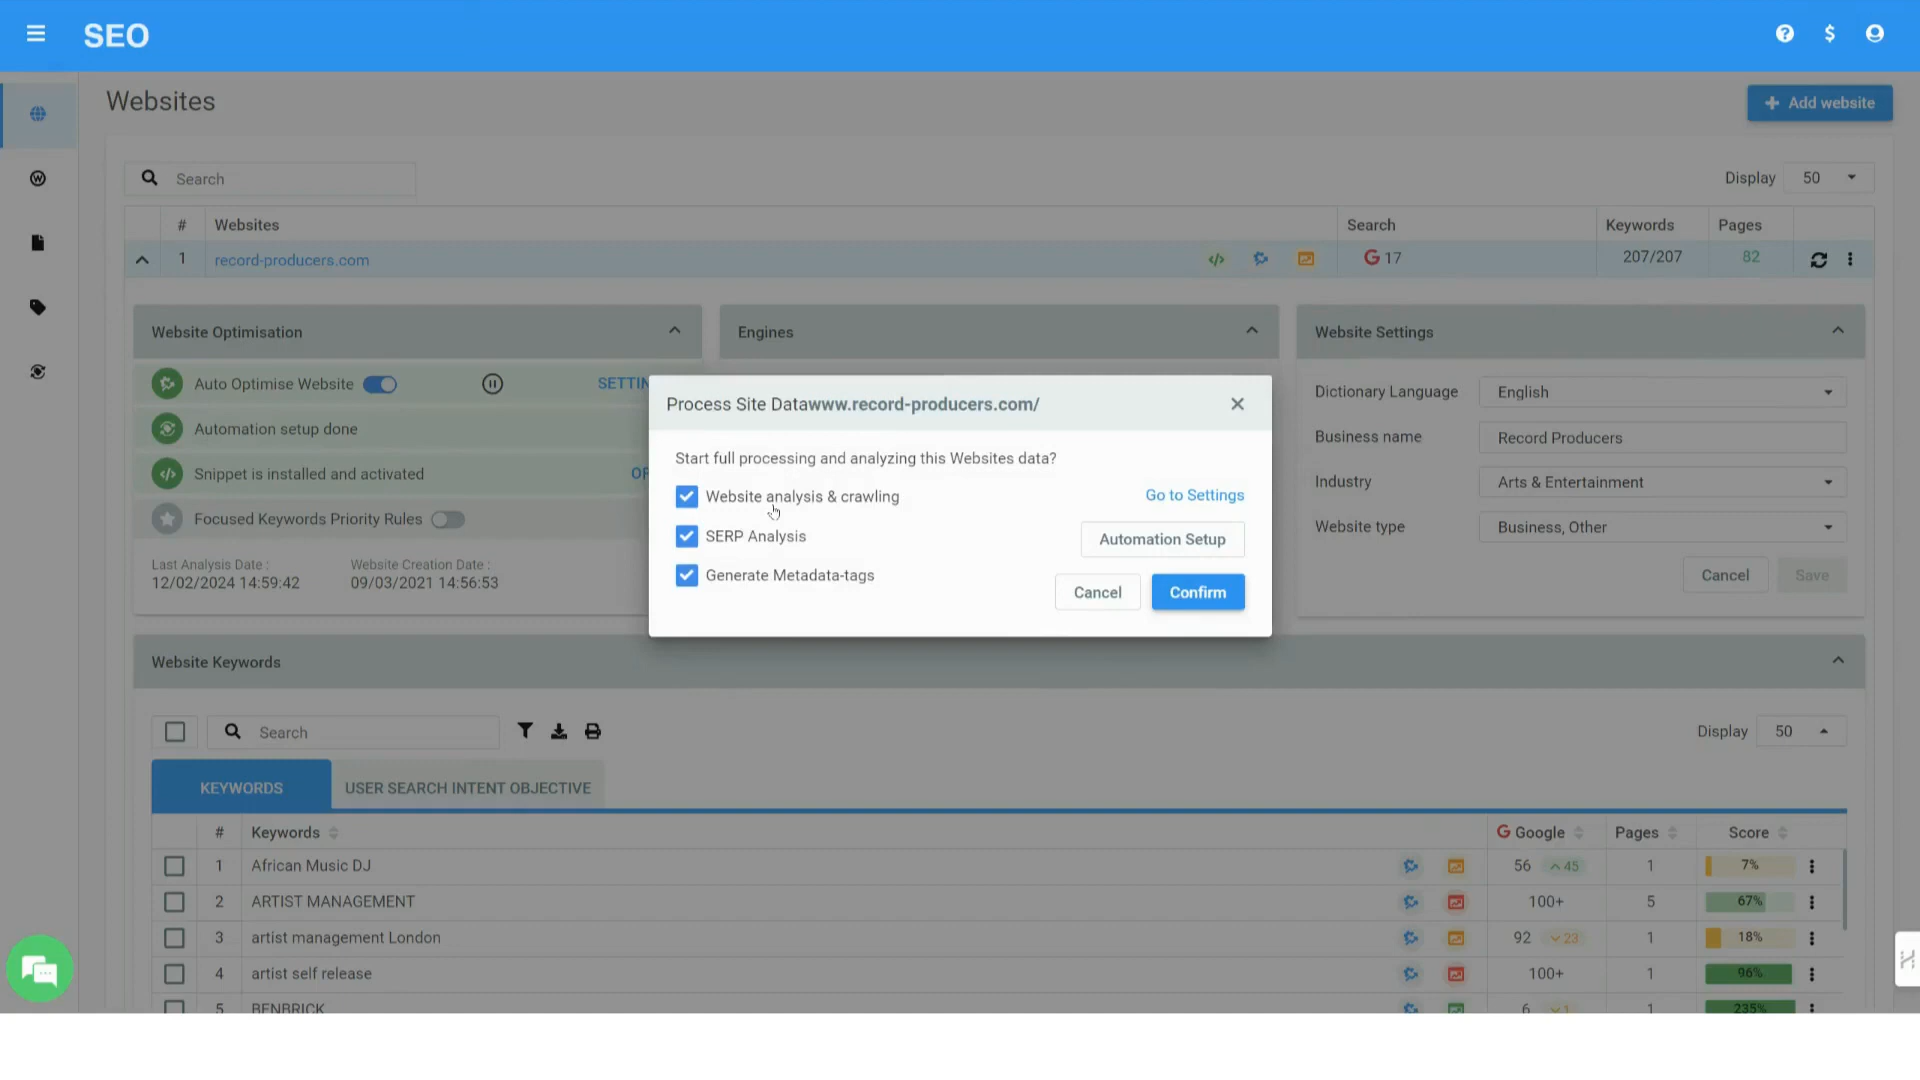 SEO
Websites
Add website
Search
Display 50
# Websites Search Keywords Pages
1 record-producers.com G 17 207/207 82
Website Optimisation
Engines
Website Settings
Auto Optimise Website
SETTIN
Automation setup done
Snippet is installed and activated
Focused Keywords Priority Rules
Last Analysis Date :
12/02/2024 14:59:42
Website Creation Date :
09/03/2021 14:56:53
Process Site Datawww.record-producers.com/
Start full processing and analyzing this Websites data?
Website analysis & crawling
Go to Settings
SERP Analysis
Automation Setup
Generate Metadata-tags
Cancel
Confirm
Dictionary Language English
Business name Record Producers
Industry Arts & Entertainment
Website type Business, Other
Cancel
Save
Website Keywords
Search
Display 50
KEYWORDS
USER SEARCH INTENT OBJECTIVE
# Keywords G Google Pages Score
1 African Music DJ 56 45 1 7%
2 ARTIST MANAGEMENT 100+ 5 67%
3 artist management London 92 23 1 18%
4 artist self release 100+ 1 96%
5 BENBRICK 6 1 1 235%